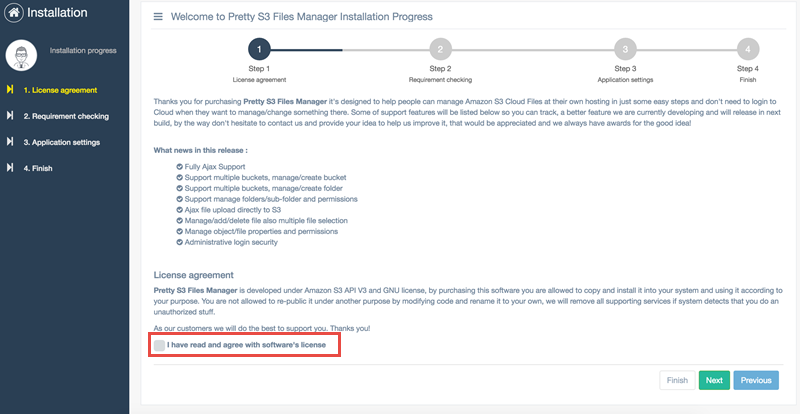 Installation
Installation progress
1. License agreement
2. Requirement checking
3. Application settings
4. Finish
Welcome to Pretty S3 Files Manager Installation Progress
1
2
3
4
Step 1
Step 2
Step 3
Step 4
License agreement
Requirement checking
Application settings
Finish
Thanks you for purchasing Pretty S3 Files Manager it's designed to help people can manage Amazon S3 Cloud Files at their own hosting in just some easy steps and don't need to login to
Cloud when they want to manage/change something there. Some of support features will be listed below so you can track, a better feature we are currently developing and will release in next
build, by the way don't hesitate to contact us and provide your idea to help us improve it, that would be appreciated and we always have awards for the good idea!
What news in this release :
Fully Ajax Support
Support multiple buckets, manage/create bucket
Support multiple buckets, manage/create folder
Support manage folders/sub-folder and permissions
Ajax file upload directly to S3
Manage/add/delete file also multiple file selection
Manage object/file properties and permissions
Administrative login security
License agreement
Pretty S3 Files Manager is developed under Amazon S3 API V3 and GNU license, by purchasing this software you are allowed to copy and install it into your system and using it according to
your purpose. You are not allowed to re-public it under another purpose by modifying code and rename it to your own, we will remove all supporting services if system detects that you do an
unauthorized stuff.
As our customers we will do the best to support you. Thanks you!
I have read and agree with software's license
Finish
Next
Previous